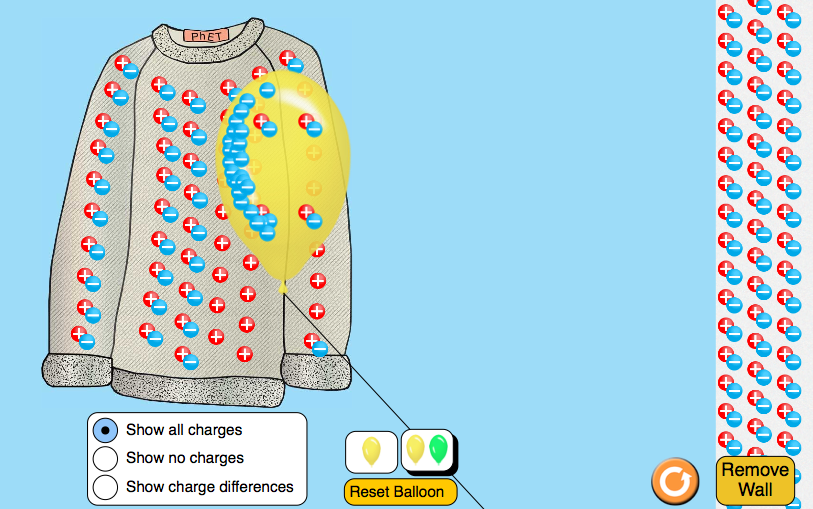 PhET
Show all charges
Show no charges
Show charge differences
Reset Balloon
Remove
Wall